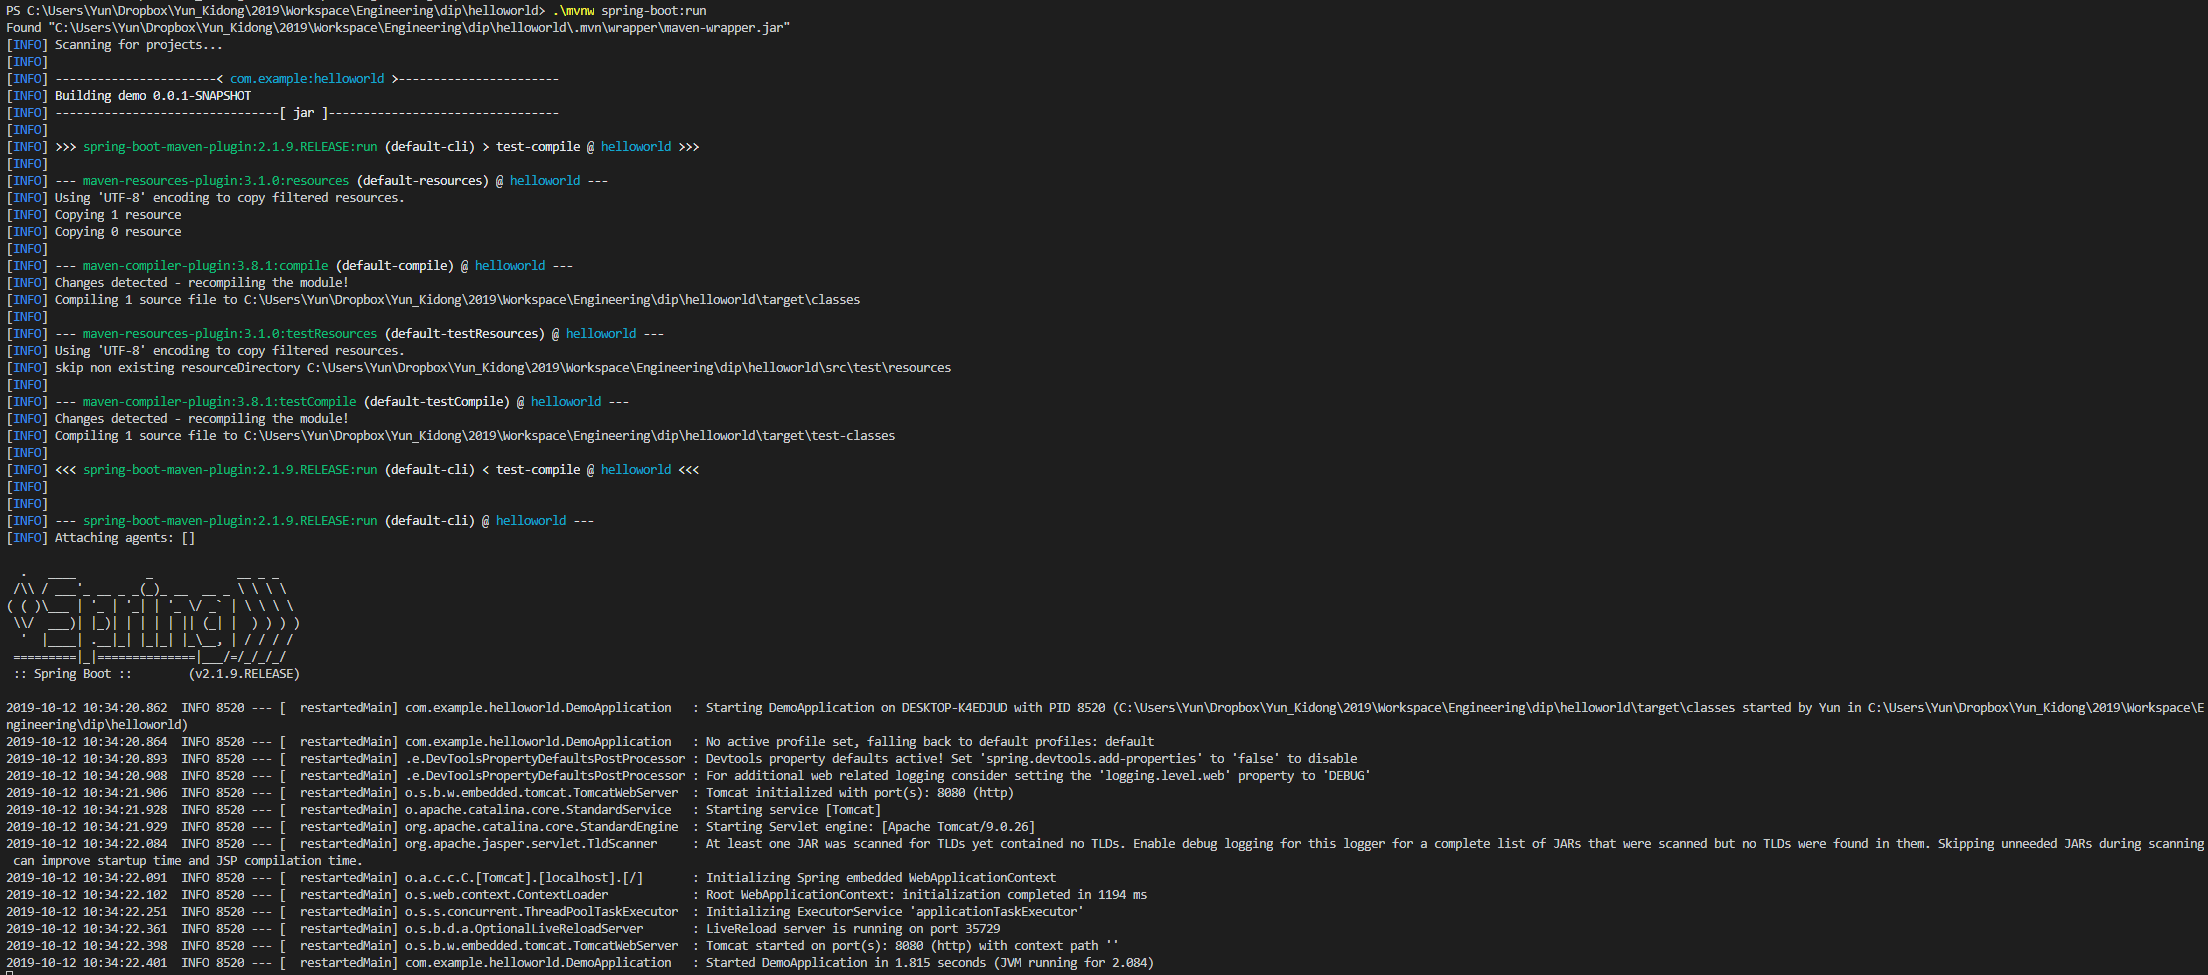 PS C:\Users\Yun\Dropbox\Yun_Kidong\2019\Workspace\Engineering\dip\helloworld> .\mvnw spring-boot:run
Found "C:\Users\Yun\Dropbox\Yun_Kidong\2019\Workspace\Engineering\dip\helloworld\.mvn\wrapper\maven-wrapper.jar"
[INFO] Scanning for projects...
[INFO]
[INFO] -----------------------< com.example:helloworld >-----------------------
[INFO] Building demo 0.0.1-SNAPSHOT
[INFO] --------------------------------[ jar ]---------------------------------
[INFO]
[INFO] >>> spring-boot-maven-plugin:2.1.9.RELEASE:run (default-cli) > test-compile @ helloworld >>>
[INFO]
[INFO] --- maven-resources-plugin:3.1.0:resources (default-resources) @ helloworld ---
[INFO] Using 'UTF-8' encoding to copy filtered resources.
[INFO] Copying 1 resource
[INFO] Copying 0 resource
[INFO]
[INFO] --- maven-compiler-plugin:3.8.1:compile (default-compile) @ helloworld ---
[INFO] Changes detected - recompiling the module!
[INFO] Compiling 1 source file to C:\Users\Yun\Dropbox\Yun_Kidong\2019\Workspace\Engineering\dip\helloworld\target\classes
[INFO]
[INFO] --- maven-resources-plugin:3.1.0:testResources (default-testResources) @ helloworld ---
[INFO] Using 'UTF-8' encoding to copy filtered resources.
[INFO] skip non existing resourceDirectory C:\Users\Yun\Dropbox\Yun_Kidong\2019\Workspace\Engineering\dip\helloworld\src\test\resources
[INFO]
[INFO] --- maven-compiler-plugin:3.8.1:testCompile (default-testCompile) @ helloworld ---
[INFO] Changes detected - recompiling the module!
[INFO] Compiling 1 source file to C:\Users\Yun\Dropbox\Yun_Kidong\2019\Workspace\Engineering\dip\helloworld\target\test-classes
[INFO]
[INFO] <<< spring-boot-maven-plugin:2.1.9.RELEASE:run (default-cli) < test-compile @ helloworld <<<
[INFO]
[INFO]
[INFO] --- spring-boot-maven-plugin:2.1.9.RELEASE:run (default-cli) @ helloworld ---
[INFO] Attaching agents: []
  .   ____          _            __ _ _
 /\\ / ___'_ __ _ _(_)_ __  __ _ \ \ \ \
( ( )\___ | '_ | '_| | '_ \/ _` | \ \ \ \
 \\/  ___)| |_)| | | | | || (_| |  ) ) ) )
  '  |____| .__|_| |_|_| |_\__, | / / / /
 =========|_|==============|___/=/_/_/_/
 :: Spring Boot ::        (v2.1.9.RELEASE)
2019-10-12 10:34:20.862  INFO 8520 --- [  restartedMain] com.example.helloworld.DemoApplication   : Starting DemoApplication on DESKTOP-K4EDJUD with PID 8520 (C:\Users\Yun\Dropbox\Yun_Kidong\2019\Workspace\Engineering\dip\helloworld\target\classes started by Yun in C:\Users\Yun\Dropbox\Yun_Kidong\2019\Workspace\E
ngineering\dip\helloworld)
2019-10-12 10:34:20.864  INFO 8520 --- [  restartedMain] com.example.helloworld.DemoApplication   : No active profile set, falling back to default profiles: default
2019-10-12 10:34:20.893  INFO 8520 --- [  restartedMain] .e.DevToolsPropertyDefaultsPostProcessor : Devtools property defaults active! Set 'spring.devtools.add-properties' to 'false' to disable
2019-10-12 10:34:20.908  INFO 8520 --- [  restartedMain] .e.DevToolsPropertyDefaultsPostProcessor : For additional web related logging consider setting the 'logging.level.web' property to 'DEBUG'
2019-10-12 10:34:21.906  INFO 8520 --- [  restartedMain] o.s.b.w.embedded.tomcat.TomcatWebServer  : Tomcat initialized with port(s): 8080 (http)
2019-10-12 10:34:21.928  INFO 8520 --- [  restartedMain] o.apache.catalina.core.StandardService   : Starting service [Tomcat]
2019-10-12 10:34:21.929  INFO 8520 --- [  restartedMain] org.apache.catalina.core.StandardEngine  : Starting Servlet engine: [Apache Tomcat/9.0.26]
2019-10-12 10:34:22.084  INFO 8520 --- [  restartedMain] org.apache.jasper.servlet.TldScanner     : At least one JAR was scanned for TLDs yet contained no TLDs. Enable debug logging for this logger for a complete list of JARs that were scanned but no TLDs were found in them. Skipping unneeded JARs during scanning
 can improve startup time and JSP compilation time.
2019-10-12 10:34:22.091  INFO 8520 --- [  restartedMain] o.a.c.c.C.[Tomcat].[localhost].[/]       : Initializing Spring embedded WebApplicationContext
2019-10-12 10:34:22.102  INFO 8520 --- [  restartedMain] o.s.web.context.ContextLoader            : Root WebApplicationContext: initialization completed in 1194 ms
2019-10-12 10:34:22.251  INFO 8520 --- [  restartedMain] o.s.s.concurrent.ThreadPoolTaskExecutor  : Initializing ExecutorService 'applicationTaskExecutor'
2019-10-12 10:34:22.361  INFO 8520 --- [  restartedMain] o.s.b.d.a.OptionalLiveReloadServer       : LiveReload server is running on port 35729
2019-10-12 10:34:22.398  INFO 8520 --- [  restartedMain] o.s.b.w.embedded.tomcat.TomcatWebServer  : Tomcat started on port(s): 8080 (http) with context path ''
2019-10-12 10:34:22.401  INFO 8520 --- [  restartedMain] com.example.helloworld.DemoApplication   : Started DemoApplication in 1.815 seconds (JVM running for 2.084)